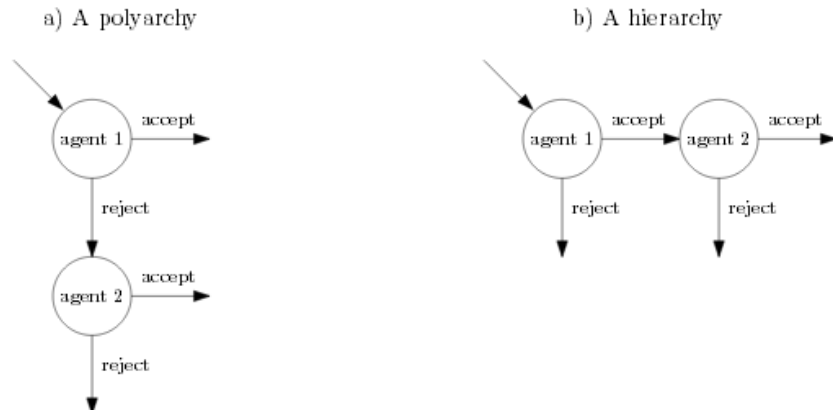 a) A polyarchy
agent 1
accept
reject
agent 2
accept
reject
b) A hierarchy
agent 1
accept
agent 2
accept
reject
reject